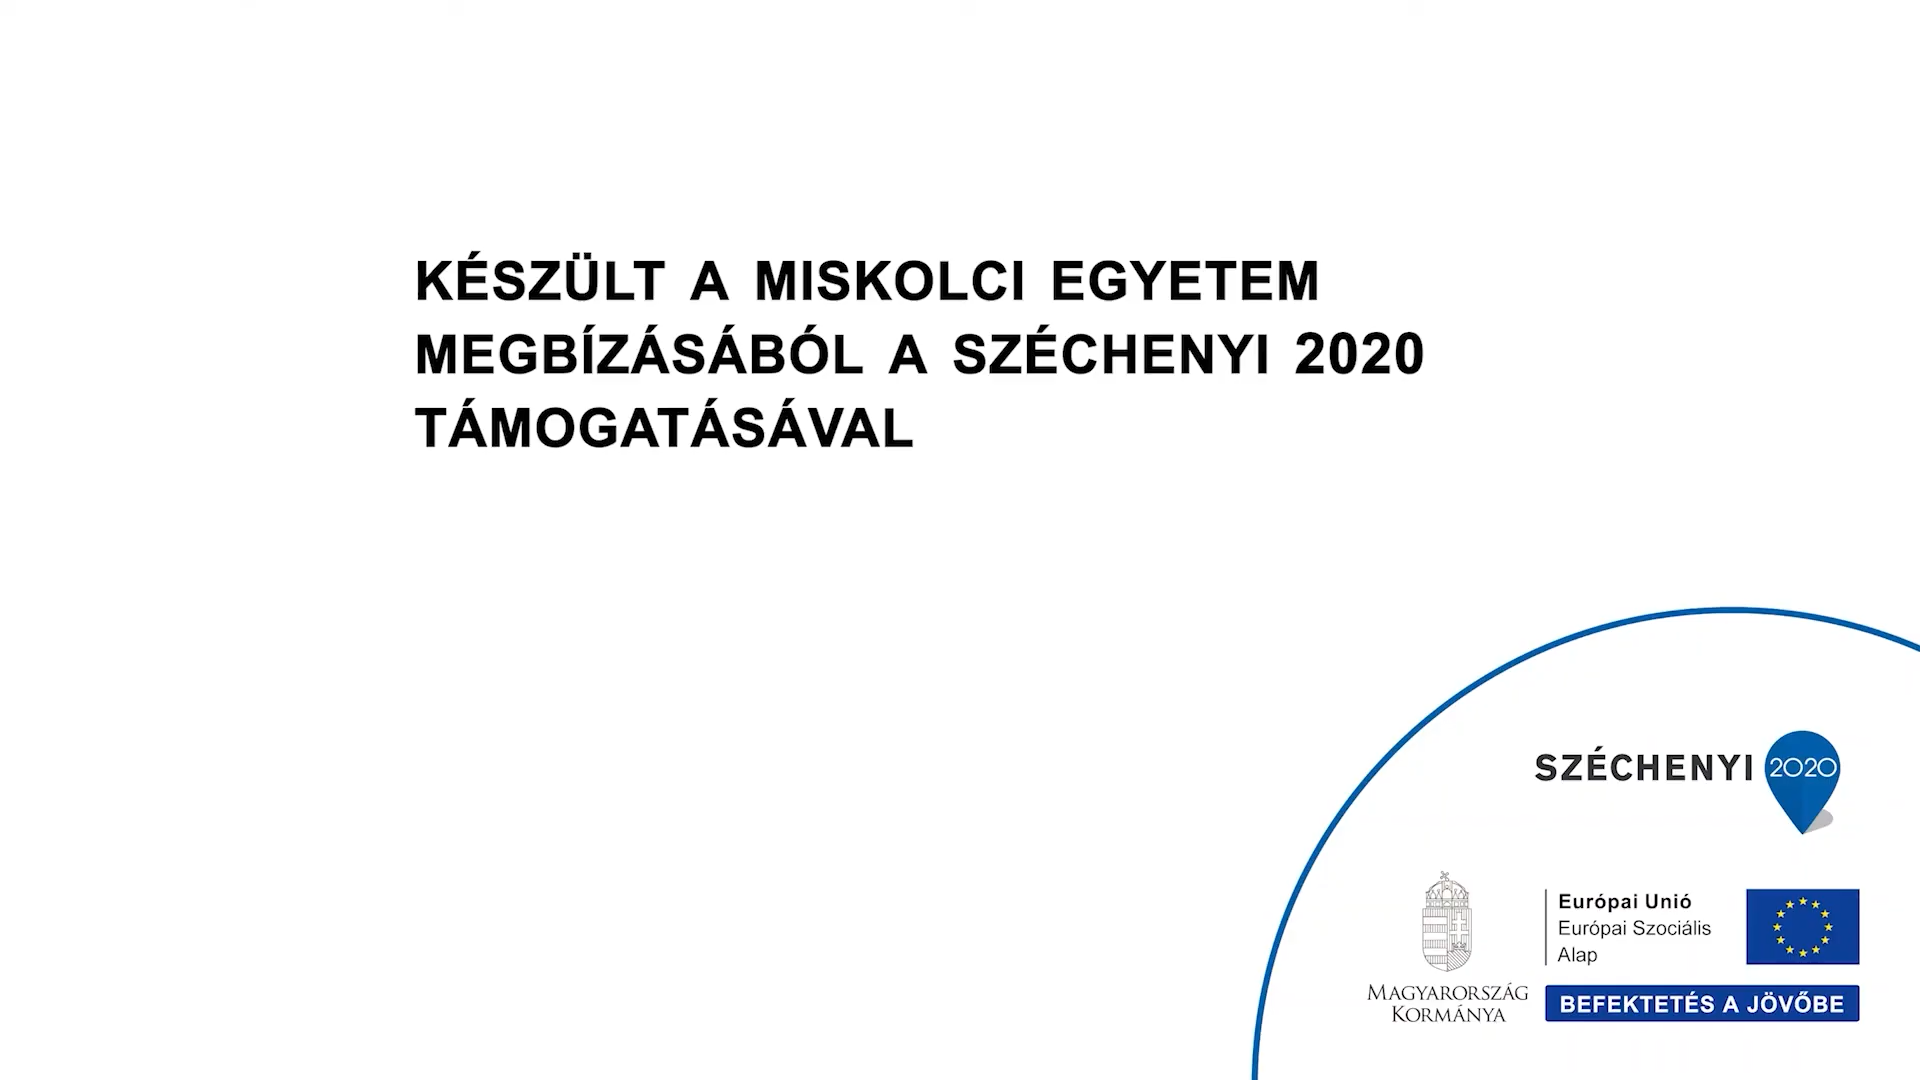 KÉSZÜLT A MISKOLCI EGYETEM
MEGBÍZÁSÁBÓL A SZÉCHENYI 2020
TÁMOGATÁSÁVAL
SZÉCHENYI 2020
MAGYARORSZÁG
KORMÁNYA
Európai Unió
Európai Szociális
Alap
BEFEKTETÉS A JÖVŐBE